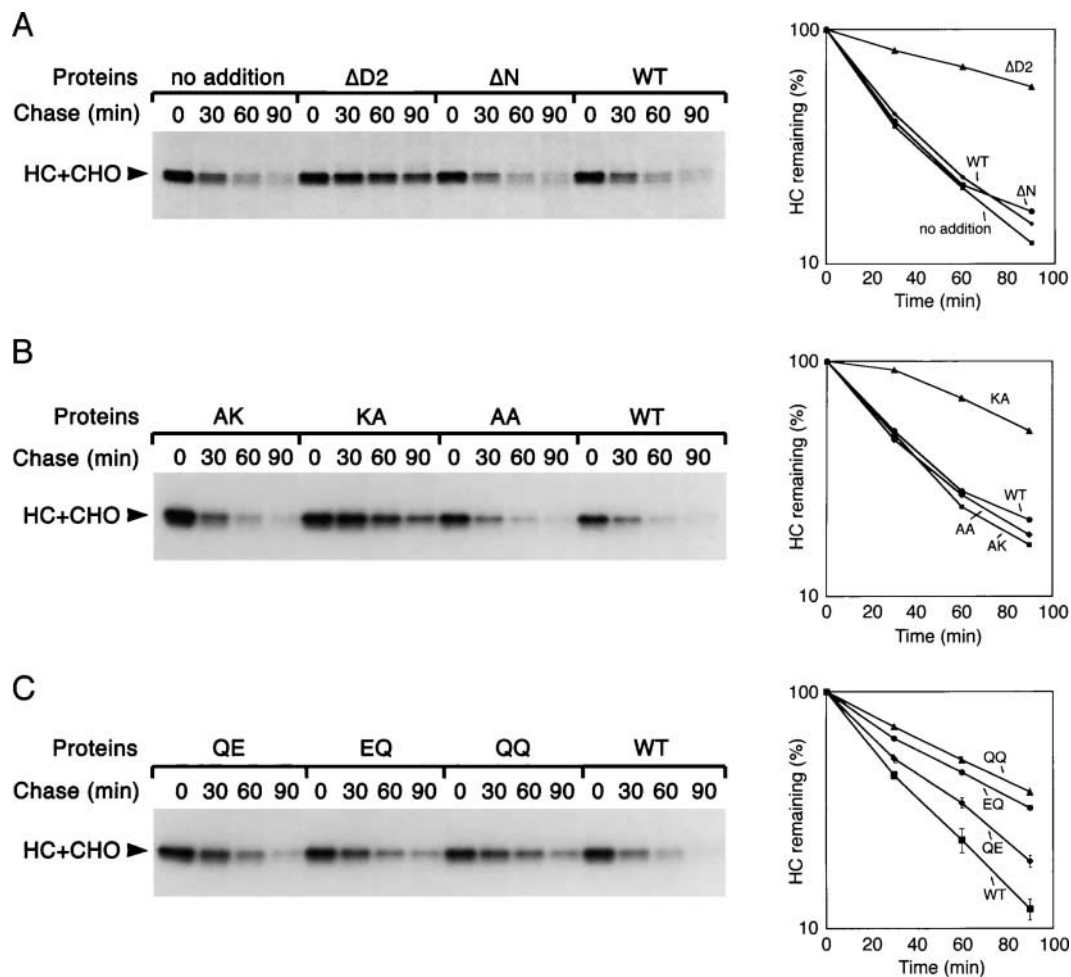 A
Proteins no addition ΔD2 ΔN WT
Chase (min) 0 30 60 90 0 30 60 90 0 30 60 90 0 30 60 90
HC+CHO
100
HC remaining (%)
10
ΔD2
WT
ΔN
no addition
0 20 40 60 80 100
Time (min)
B
Proteins AK KA AA WT
Chase (min) 0 30 60 90 0 30 60 90 0 30 60 90 0 30 60 90
HC+CHO
100
HC remaining (%)
10
KA
WT
AA
AK
0 20 40 60 80 100
Time (min)
C
Proteins QE EQ QQ WT
Chase (min) 0 30 60 90 0 30 60 90 0 30 60 90 0 30 60 90
HC+CHO
100
HC remaining (%)
10
QQ
EQ
QE
WT
0 20 40 60 80 100
Time (min)